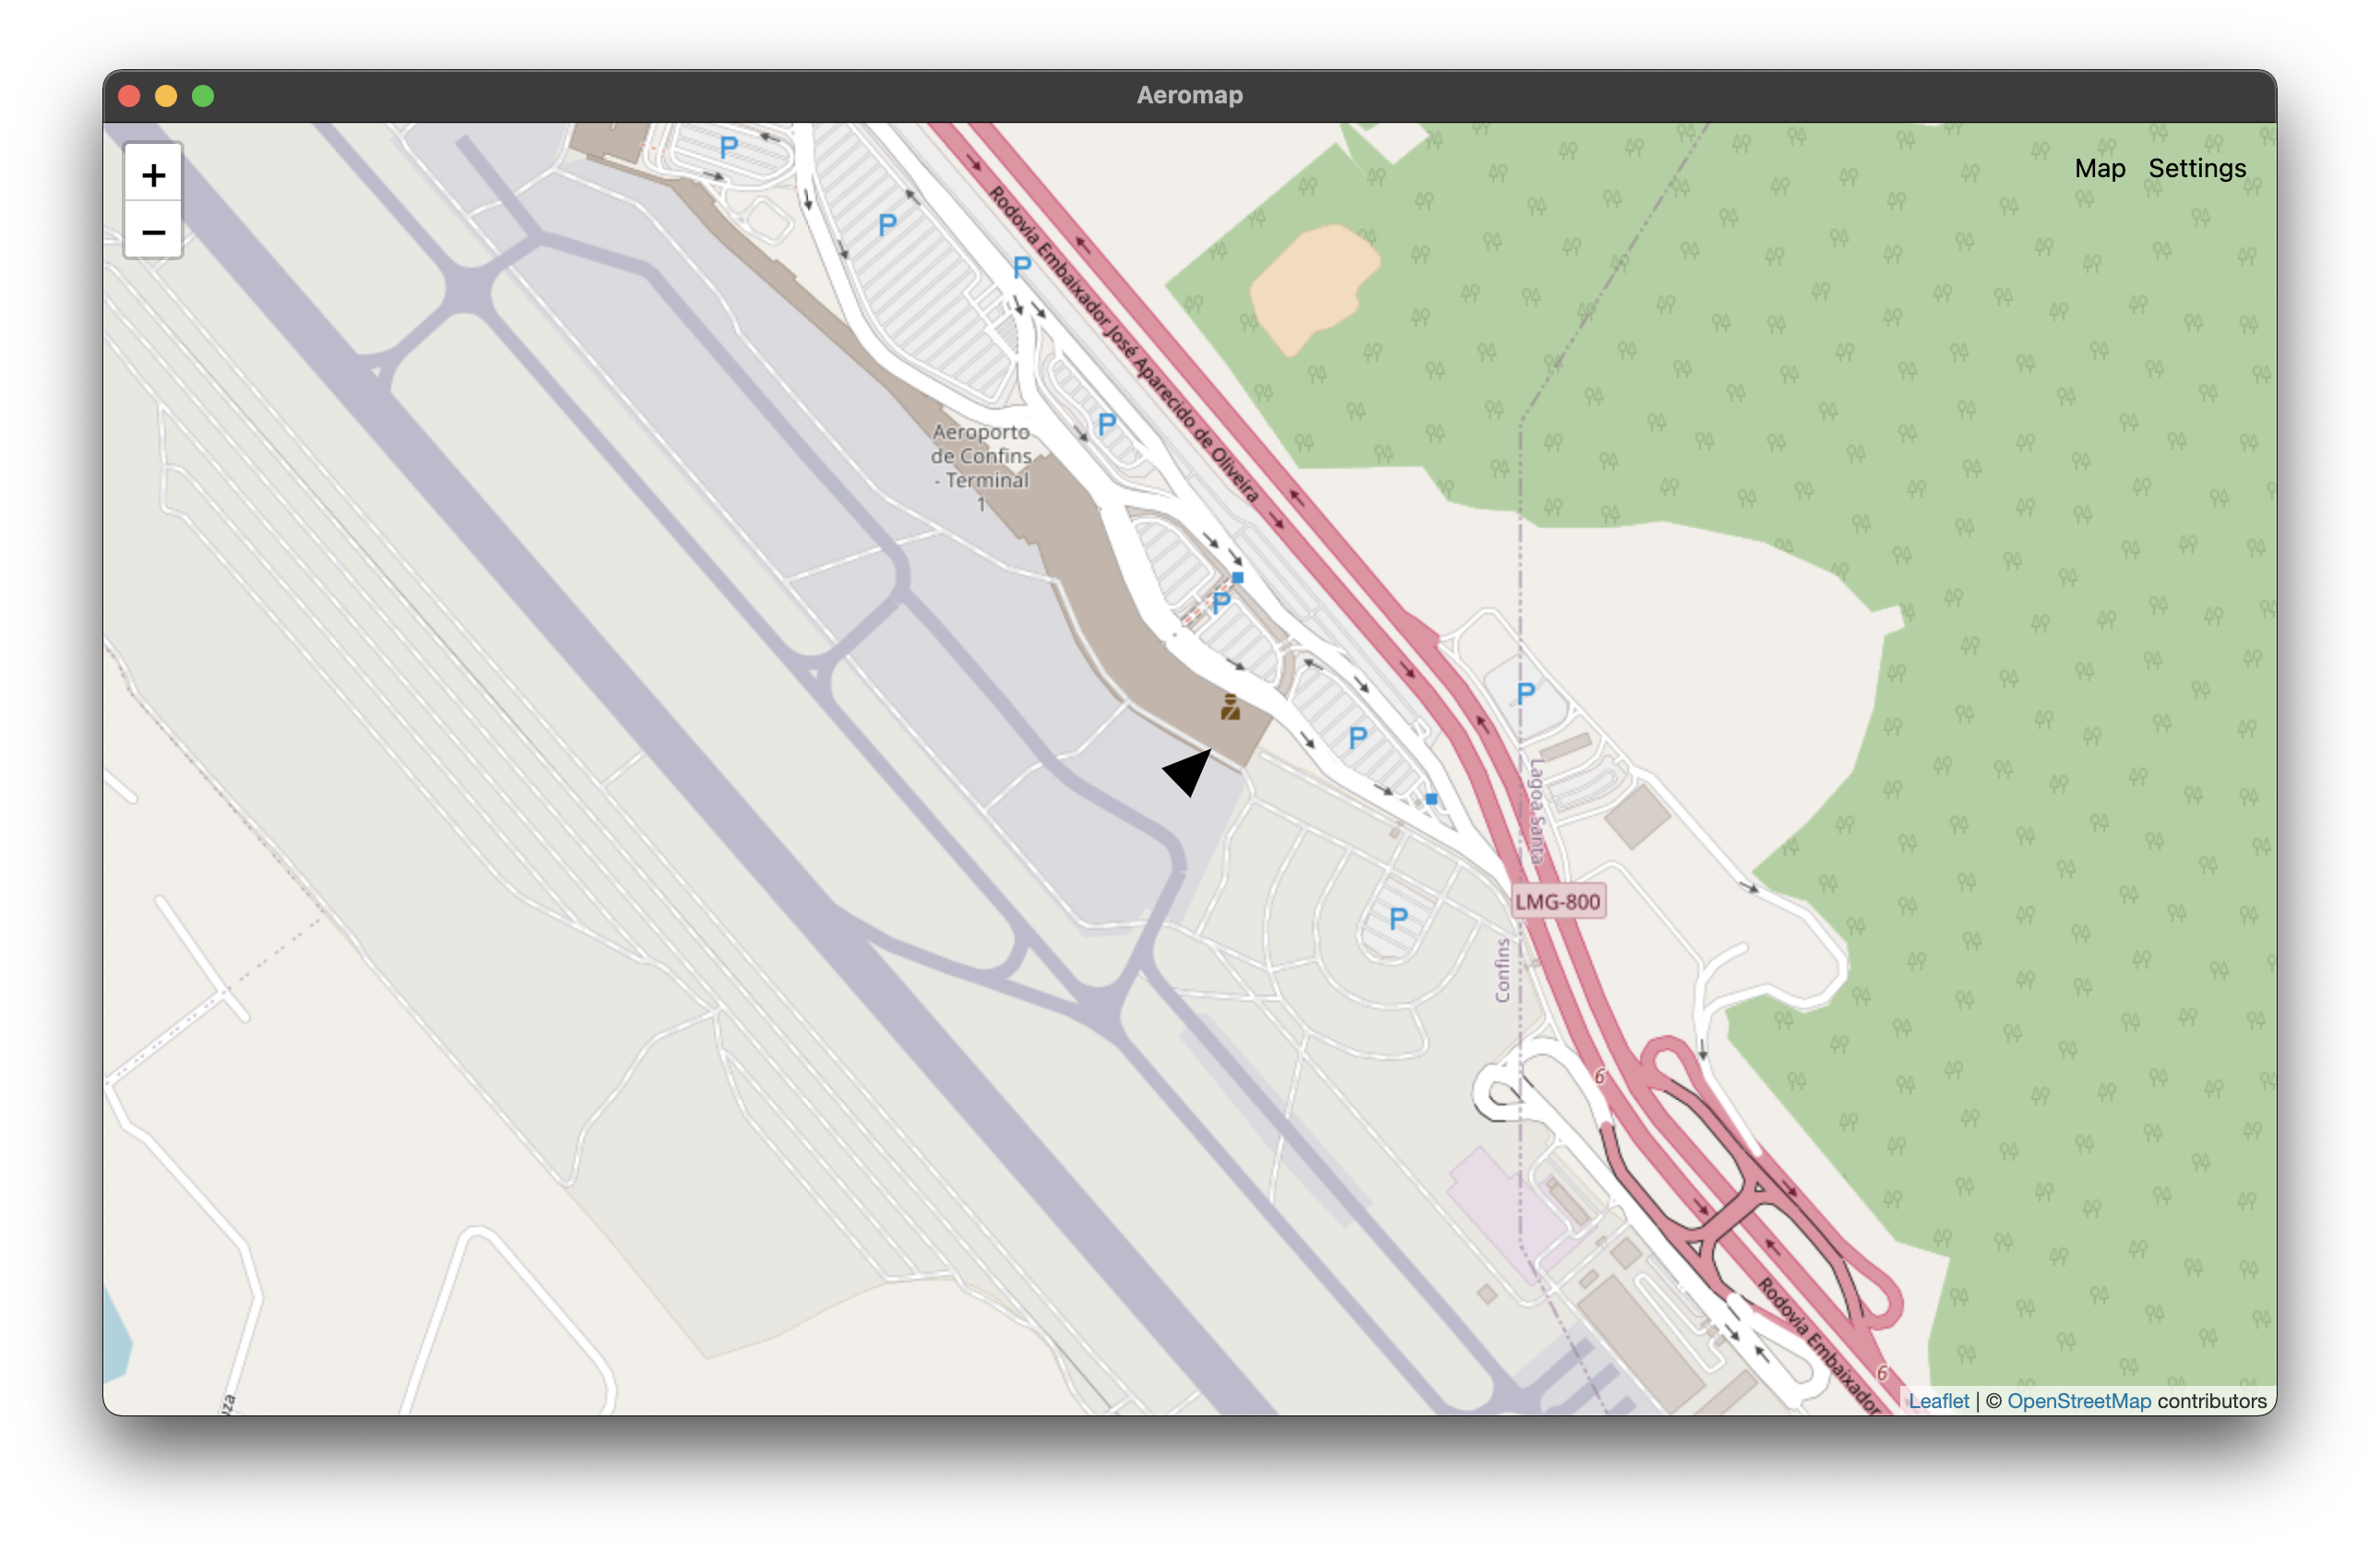 Aeromap
+
−
Map Settings
P
P
P
Rodovia Embaixador José Aparecido de Oliveira
P
Aeroporto
de Confins
- Terminal
1
P
P
P
Lagoa Santa
LMG-800
P
Confins
6
Rodovia Embaixador
6
Leaflet | © OpenStreetMap contributors